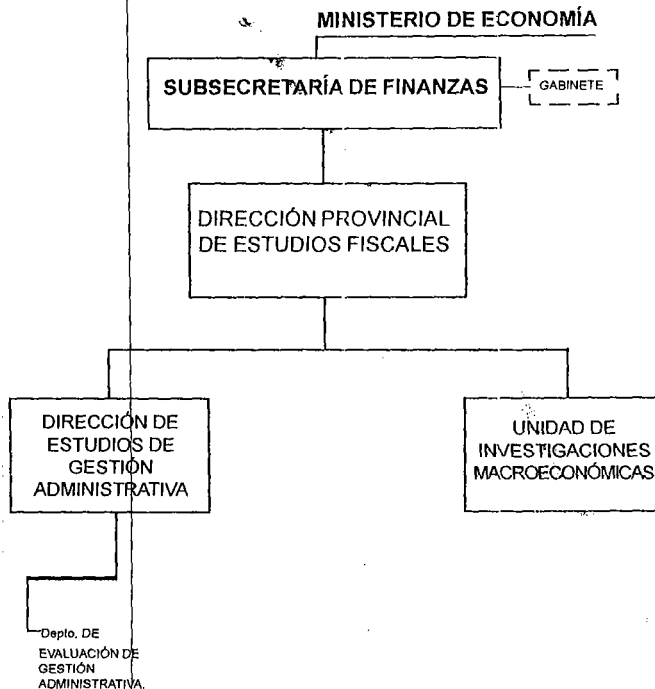 MINISTERIO DE ECONOMÍA
SUBSECRETARÍA DE FINANZAS
GABINETE
DIRECCIÓN PROVINCIAL
DE ESTUDIOS FISCALES
DIRECCIÓN DE
ESTUDIOS DE
GESTIÓN
ADMINISTRATIVA
UNIDAD DE
INVESTIGACIONES
MACROECONÓMICAS
Depto. DE
EVALUACIÓN DE
GESTIÓN
ADMINISTRATIVA.